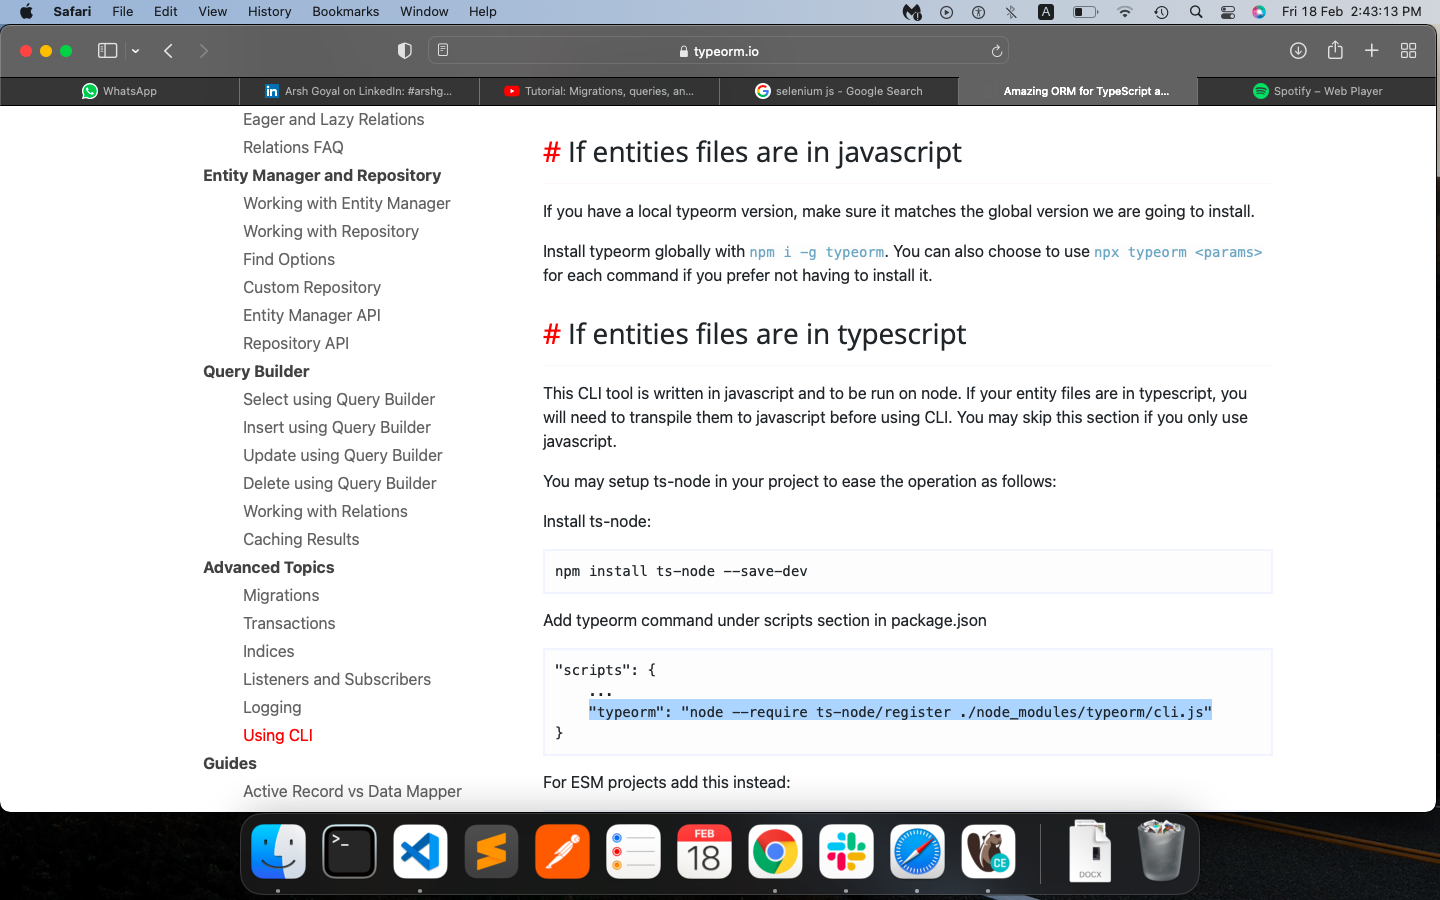 Safari File Edit View History Bookmarks Window Help A Fri 18 Feb 2:43:13 PM
typeorm.io
WhatsApp
in Arsh Goyal on LinkedIn: #arshg...
Tutorial: Migrations, queries, an...
selenium js - Google Search
Amazing ORM for TypeScript a...
Spotify – Web Player
Eager and Lazy Relations
Relations FAQ
Entity Manager and Repository
Working with Entity Manager
Working with Repository
Find Options
Custom Repository
Entity Manager API
Repository API
Query Builder
Select using Query Builder
Insert using Query Builder
Update using Query Builder
Delete using Query Builder
Working with Relations
Caching Results
Advanced Topics
Migrations
Transactions
Indices
Listeners and Subscribers
Logging
Using CLI
Guides
Active Record vs Data Mapper
# If entities files are in javascript
If you have a local typeorm version, make sure it matches the global version we are going to install.
Install typeorm globally with npm i -g typeorm. You can also choose to use npx typeorm <params>
for each command if you prefer not having to install it.
# If entities files are in typescript
This CLI tool is written in javascript and to be run on node. If your entity files are in typescript, you
will need to transpile them to javascript before using CLI. You may skip this section if you only use
javascript.
You may setup ts-node in your project to ease the operation as follows:
Install ts-node:
npm install ts-node --save-dev
Add typeorm command under scripts section in package.json
"scripts": {
...
"typeorm": "node --require ts-node/register ./node_modules/typeorm/cli.js"
}
For ESM projects add this instead:
>_
FEB
18
CE
DOCX